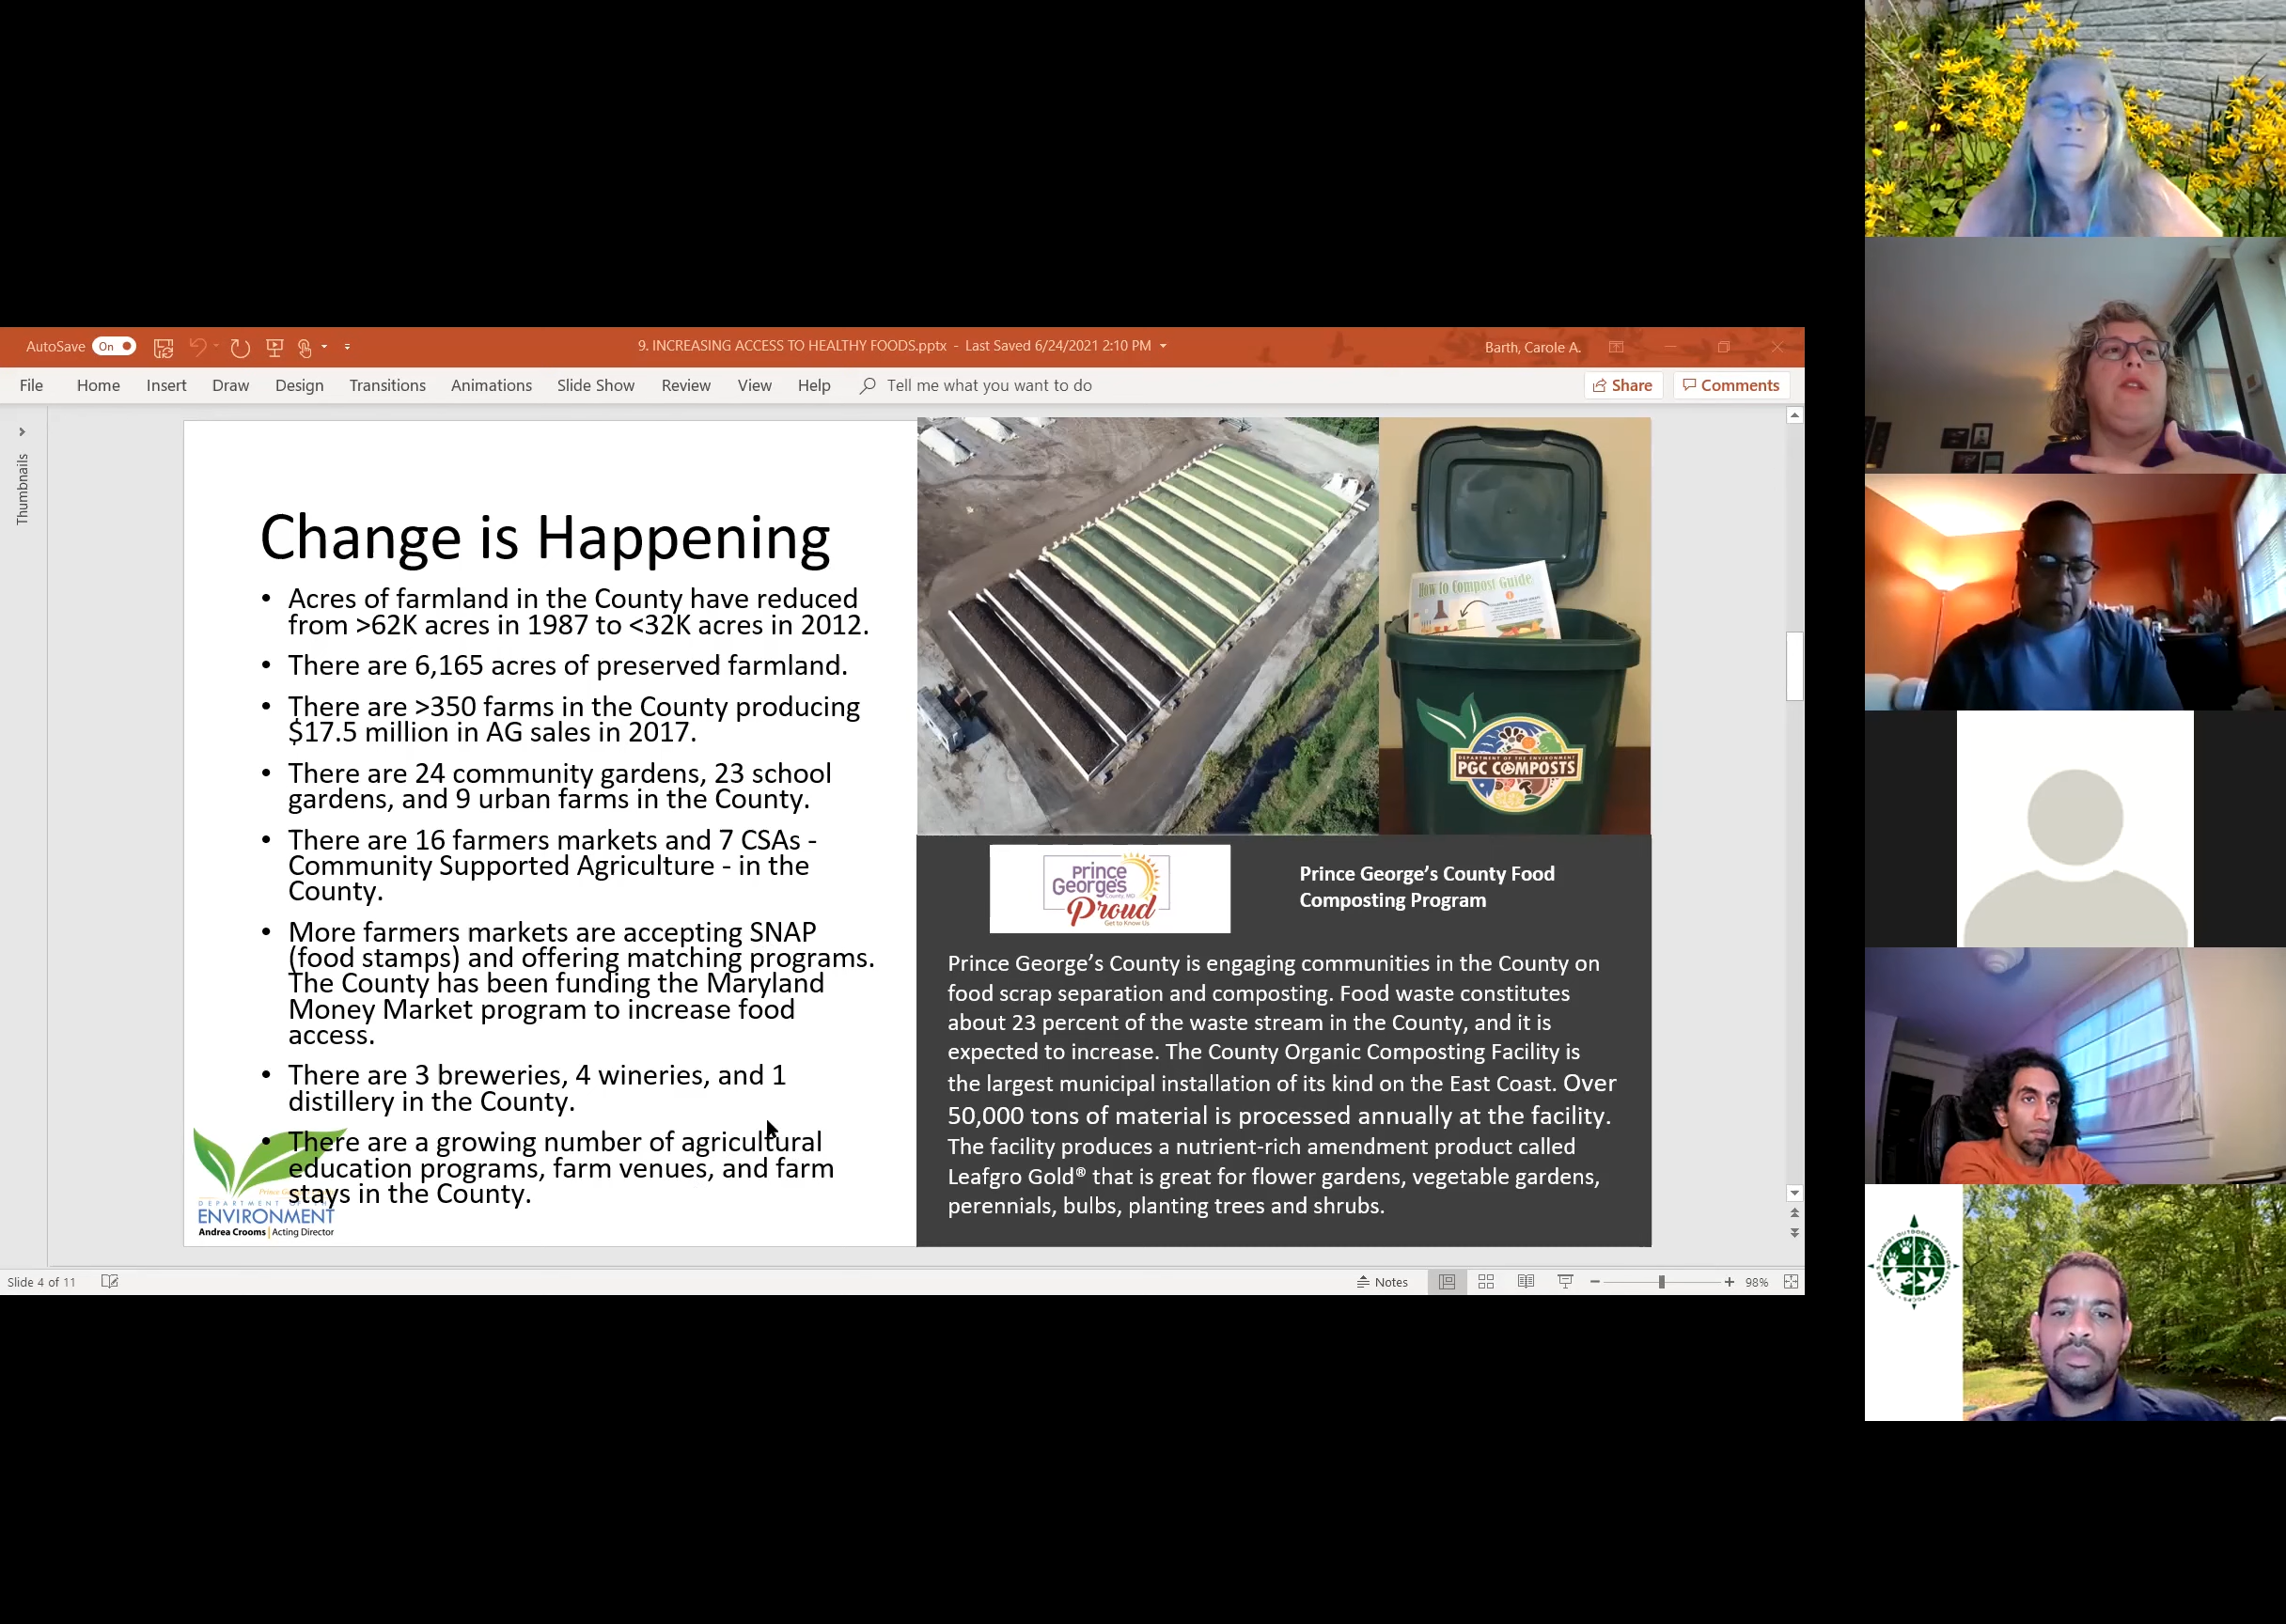 AutoSave On
9. INCREASING ACCESS TO HEALTHY FOODS.pptx - Last Saved 6/24/2021 2:10 PM
Barth, Carole A.
File Home Insert Draw Design Transitions Animations Slide Show Review View Help Tell me what you want to do
Share Comments
Thumbnails
Change is Happening
• Acres of farmland in the County have reduced
from >62K acres in 1987 to <32K acres in 2012.
• There are 6,165 acres of preserved farmland.
• There are >350 farms in the County producing
$17.5 million in AG sales in 2017.
• There are 24 community gardens, 23 school
gardens, and 9 urban farms in the County.
• There are 16 farmers markets and 7 CSAs -
Community Supported Agriculture - in the
County.
• More farmers markets are accepting SNAP
(food stamps) and offering matching programs.
The County has been funding the Maryland
Money Market program to increase food
access.
• There are 3 breweries, 4 wineries, and 1
distillery in the County.
• There are a growing number of agricultural
education programs, farm venues, and farm
stays in the County.
ENVIRONMENT
Andrea Crooms | Acting Director
How to Compost Guide
DEPARTMENT OF THE ENVIRONMENT
PGC COMPOSTS
Prince
George's
County, MD
Proud
Get to Know Us
Prince George's County Food
Composting Program
Prince George's County is engaging communities in the County on
food scrap separation and composting. Food waste constitutes
about 23 percent of the waste stream in the County, and it is
expected to increase. The County Organic Composting Facility is
the largest municipal installation of its kind on the East Coast. Over
50,000 tons of material is processed annually at the facility.
The facility produces a nutrient-rich amendment product called
Leafgro Gold® that is great for flower gardens, vegetable gardens,
perennials, bulbs, planting trees and shrubs.
Slide 4 of 11
Notes
98%